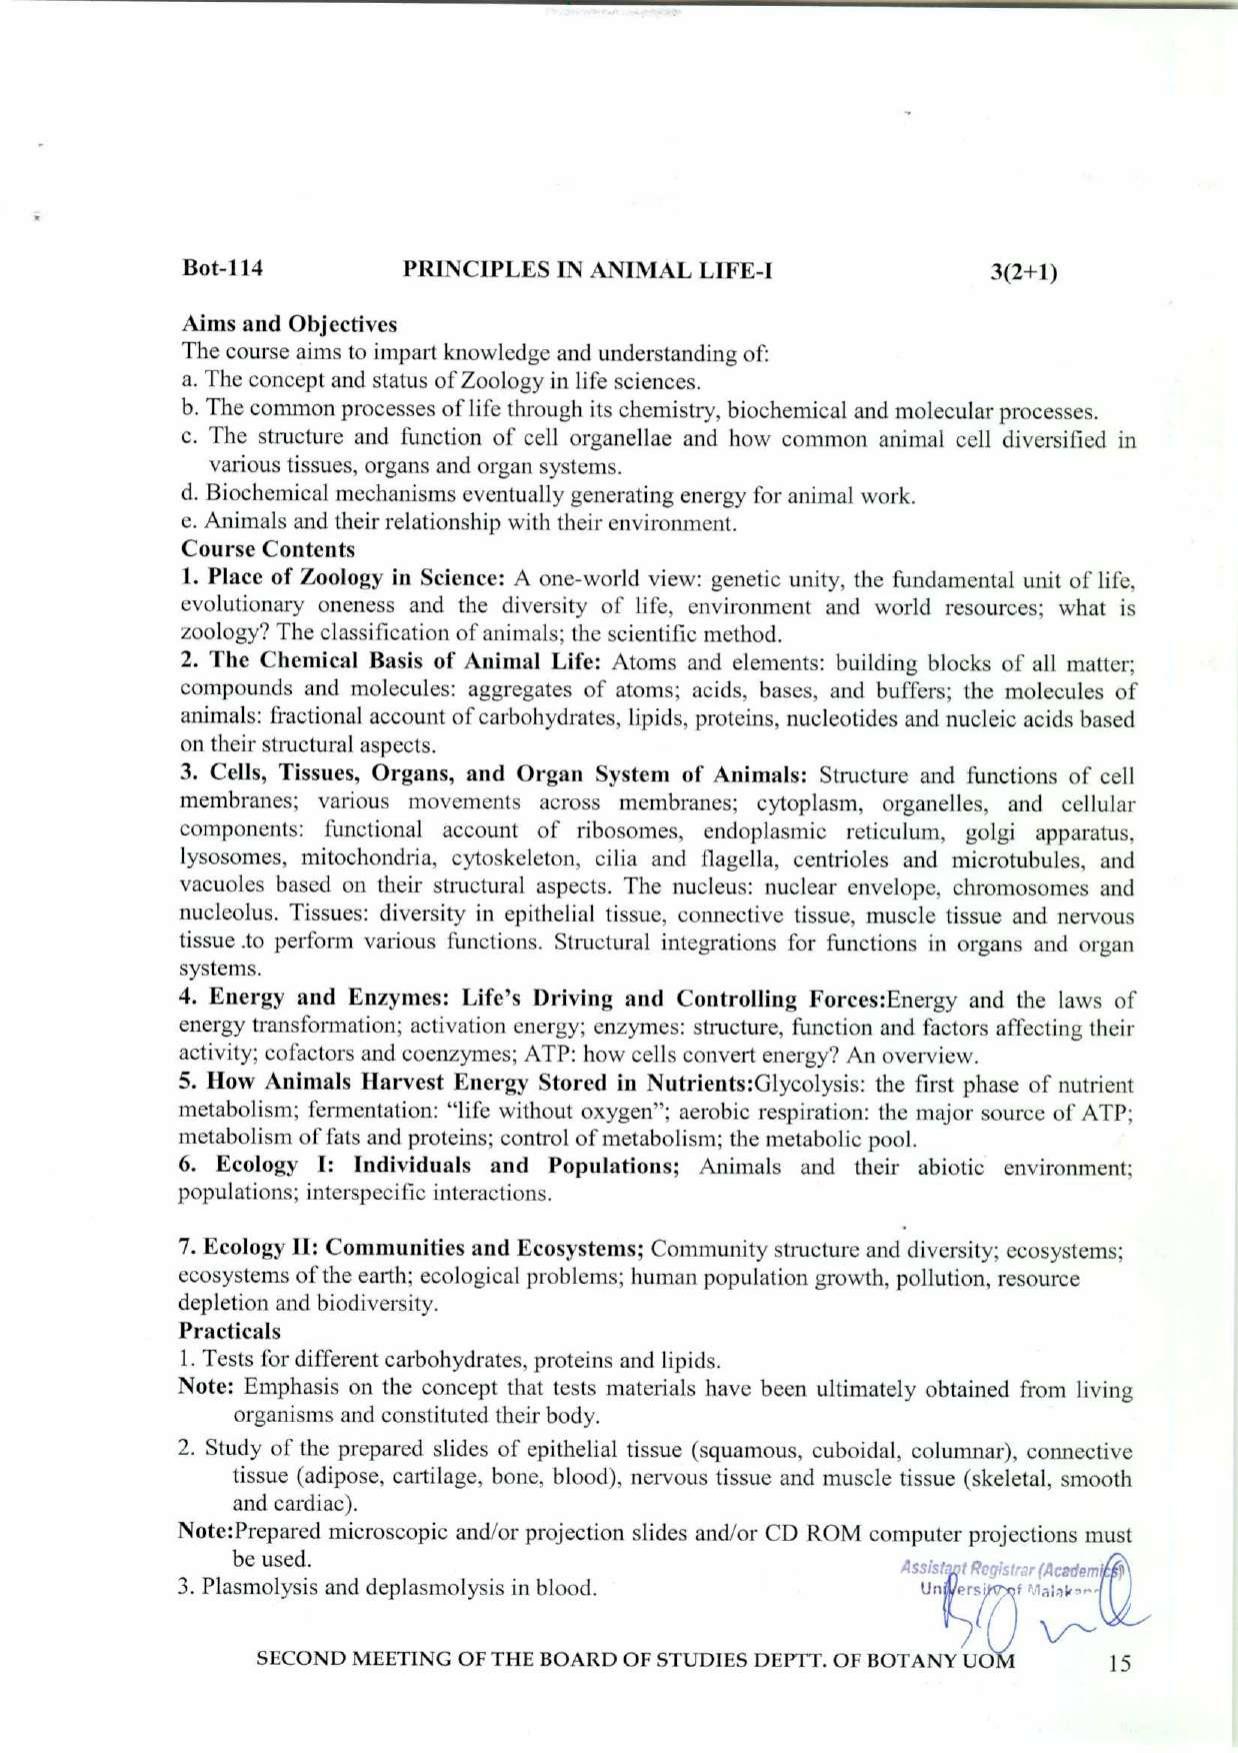 Bot-114 PRINCIPLES IN ANIMAL LIFE-I 3(2+1)
Aims and Objectives
The course aims to impart knowledge and understanding of:
a. The concept and status of Zoology in life sciences.
b. The common processes of life through its chemistry, biochemical and molecular processes.
c. The structure and function of cell organellae and how common animal cell diversified in
various tissues, organs and organ systems.
d. Biochemical mechanisms eventually generating energy for animal work.
e. Animals and their relationship with their environment.
Course Contents
1. Place of Zoology in Science: A one-world view: genetic unity, the fundamental unit of life,
evolutionary oneness and the diversity of life, environment and world resources; what is
zoology? The classification of animals; the scientific method.
2. The Chemical Basis of Animal Life: Atoms and elements: building blocks of all matter;
compounds and molecules: aggregates of atoms; acids, bases, and buffers; the molecules of
animals: fractional account of carbohydrates, lipids, proteins, nucleotides and nucleic acids based
on their structural aspects.
3. Cells, Tissues, Organs, and Organ System of Animals: Structure and functions of cell
membranes; various movements across membranes; cytoplasm, organelles, and cellular
components: functional account of ribosomes, endoplasmic reticulum, golgi apparatus,
lysosomes, mitochondria, cytoskeleton, cilia and flagella, centrioles and microtubules, and
vacuoles based on their structural aspects. The nucleus: nuclear envelope, chromosomes and
nucleolus. Tissues: diversity in epithelial tissue, connective tissue, muscle tissue and nervous
tissue .to perform various functions. Structural integrations for functions in organs and organ
systems.
4. Energy and Enzymes: Life's Driving and Controlling Forces:Energy and the laws of
energy transformation; activation energy; enzymes: structure, function and factors affecting their
activity; cofactors and coenzymes; ATP: how cells convert energy? An overview.
5. How Animals Harvest Energy Stored in Nutrients:Glycolysis: the first phase of nutrient
metabolism; fermentation: “life without oxygen”; aerobic respiration: the major source of ATP;
metabolism of fats and proteins; control of metabolism; the metabolic pool.
6. Ecology I: Individuals and Populations; Animals and their abiotic environment;
populations; interspecific interactions.
7. Ecology II: Communities and Ecosystems; Community structure and diversity; ecosystems;
ecosystems of the earth; ecological problems; human population growth, pollution, resource
depletion and biodiversity.
Practicals
1. Tests for different carbohydrates, proteins and lipids.
Note: Emphasis on the concept that tests materials have been ultimately obtained from living
organisms and constituted their body.
2. Study of the prepared slides of epithelial tissue (squamous, cuboidal, columnar), connective
tissue (adipose, cartilage, bone, blood), nervous tissue and muscle tissue (skeletal, smooth
and cardiac).
Note:Prepared microscopic and/or projection slides and/or CD ROM computer projections must
be used.
3. Plasmolysis and deplasmolysis in blood.
Assistant Registrar (Academics)
University of Malakand
SECOND MEETING OF THE BOARD OF STUDIES DEPTT. OF BOTANY UOM 15